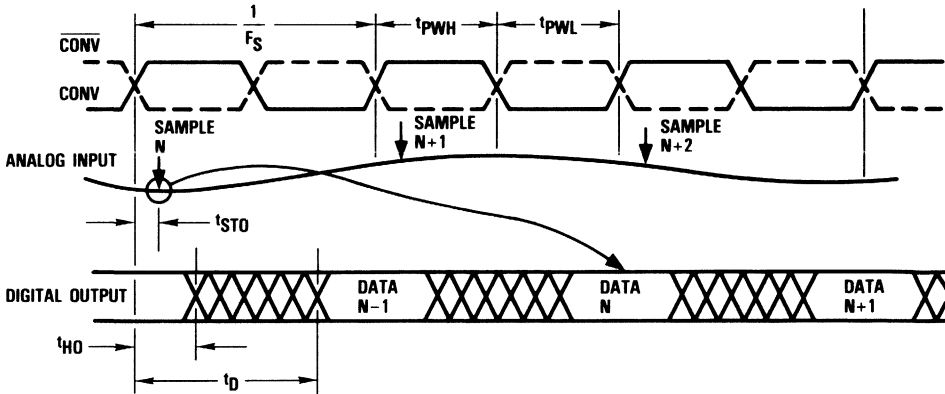 1
F_S
t_PWH
t_PWL
C̅O̅N̅V̅
CONV
SAMPLE
N
SAMPLE
N+1
SAMPLE
N+2
ANALOG INPUT
t_STO
DIGITAL OUTPUT
DATA
N-1
DATA
N
DATA
N+1
t_HO
t_D